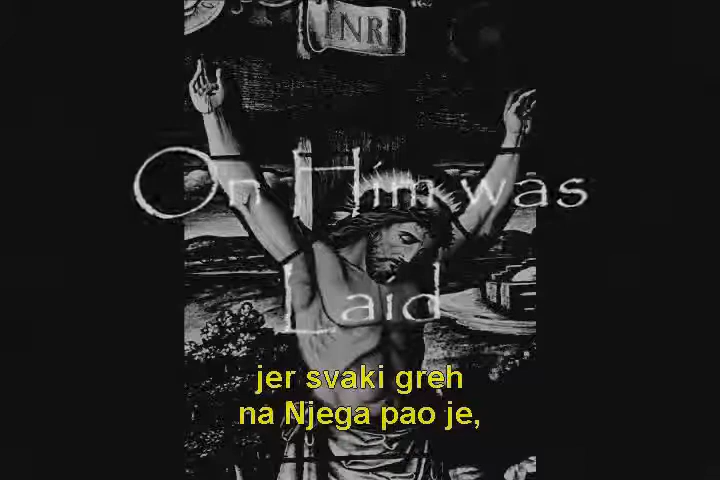 INRI
On Him was
Laid
jer svaki greh
na Njega pao je,